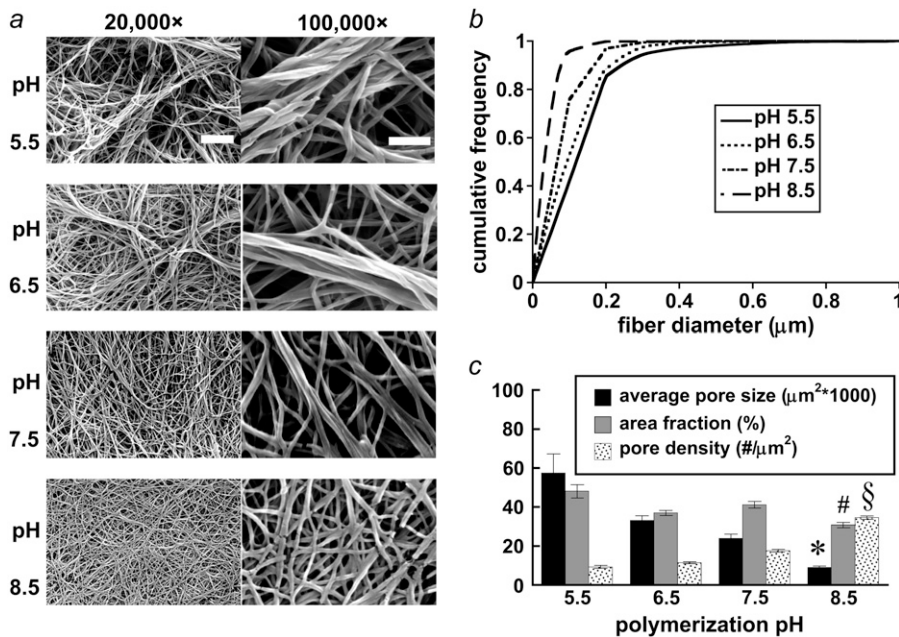 a
20,000×
100,000×
pH
5.5
pH
6.5
pH
7.5
pH
8.5
b
1
0.8
0.6
0.4
0.2
0
cumulative frequency
pH 5.5
pH 6.5
pH 7.5
pH 8.5
0 0.2 0.4 0.6 0.8 1
fiber diameter (μm)
c
100
80
60
40
20
0
average pore size (μm²*1000)
area fraction (%)
pore density (#/μm²)
* # §
5.5 6.5 7.5 8.5
polymerization pH